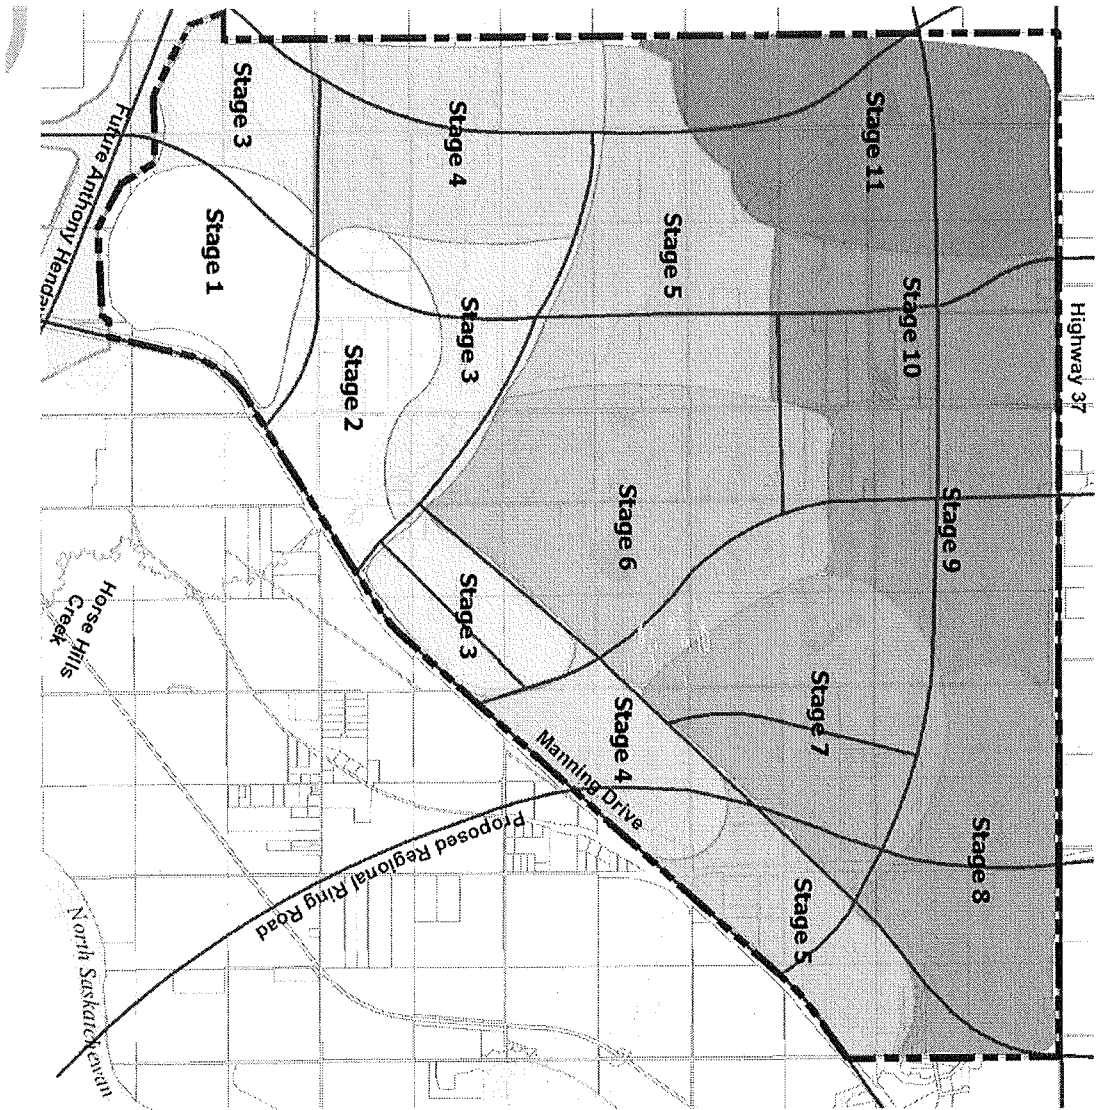 Stage 3
Stage 4
Stage 11
Future Anthony Henday
Stage 1
Stage 5
Stage 10
Highway 37
Stage 3
Stage 2
Stage 6
Stage 9
Horse Hills
Creek
Stage 3
Stage 7
Stage 4
Manning Drive
Proposed Regional Ring Road
Stage 8
Stage 5
North Saskatchewan